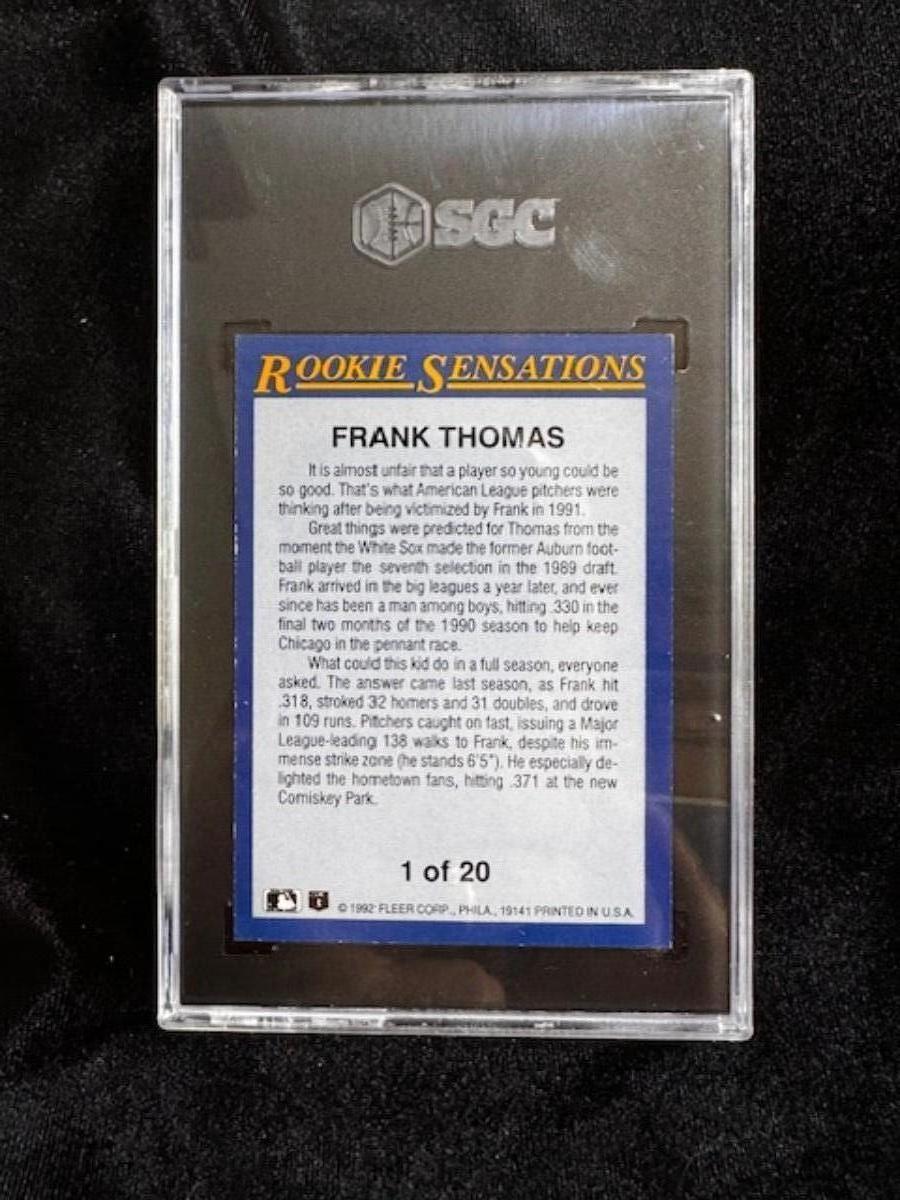 SGC
ROOKIE SENSATIONS
FRANK THOMAS
It is almost unfair that a player so young could be
so good. That's what American League pitchers were
thinking after being victimized by Frank in 1991.
Great things were predicted for Thomas from the
moment the White Sox made the former Auburn foot-
ball player the seventh selection in the 1989 draft.
Frank arrived in the big leagues a year later, and ever
since has been a man among boys, hitting .330 in the
final two months of the 1990 season to help keep
Chicago in the pennant race.
What could this kid do in a full season, everyone
asked. The answer came last season, as Frank hit
.318, stroked 32 homers and 31 doubles, and drove
in 109 runs. Pitchers caught on fast, issuing a Major
League-leading 138 walks to Frank, despite his im-
mense strike zone (he stands 6'5"). He especially de-
lighted the hometown fans, hitting .371 at the new
Comiskey Park.
1 of 20
© 1992 FLEER CORP., PHILA., 19141 PRINTED IN U.S.A.